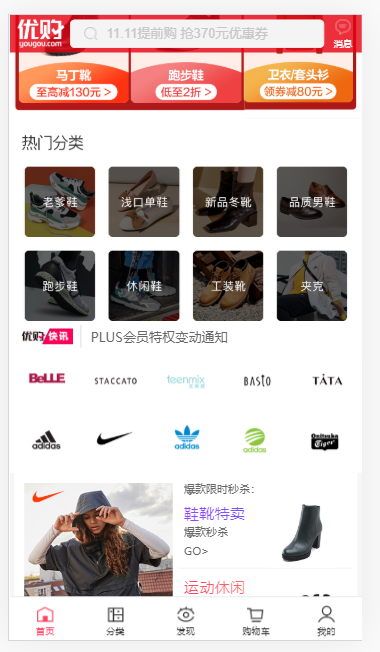 优购
yougou.com
11.11提前购 抢370元优惠券
消息
马丁靴
至高减130元 >
跑步鞋
低至2折 >
卫衣/套头衫
领券减80元 >
热门分类
老爹鞋
浅口单鞋
新品冬靴
品质男鞋
跑步鞋
休闲鞋
工装靴
夹克
优购快讯
PLUS会员特权变动通知
BeLLE
STACCATO
teenmix
BASTO
TATA
adidas
adidas
adidas
Onitsuka
Tiger
爆款限时秒杀:
鞋靴特卖
爆款秒杀
GO>
运动休闲
首页
分类
发现
购物车
我的